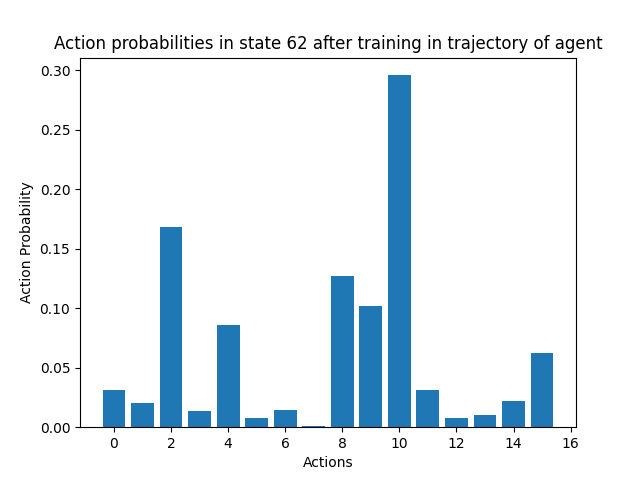 Action probabilities in state 62 after training in trajectory of agent
0.30
0.25
0.20
0.15
0.10
0.05
0.00
Action Probability
0 2 4 6 8 10 12 14 16
Actions